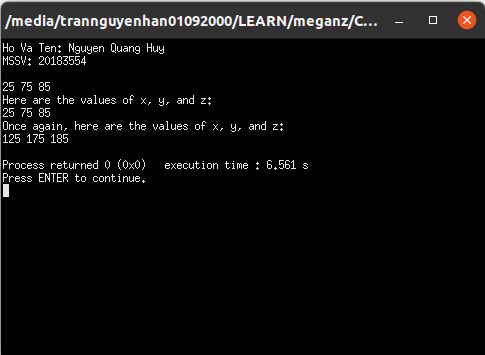 /media/trannguyenhan01092000/LEARN/meganz/C...
Ho Va Ten: Nguyen Quang Huy
MSSV: 20183554
25 75 85
Here are the values of x, y, and z:
25 75 85
Once again, here are the values of x, y, and z:
125 175 185
Process returned 0 (0x0)   execution time : 6.561 s
Press ENTER to continue.